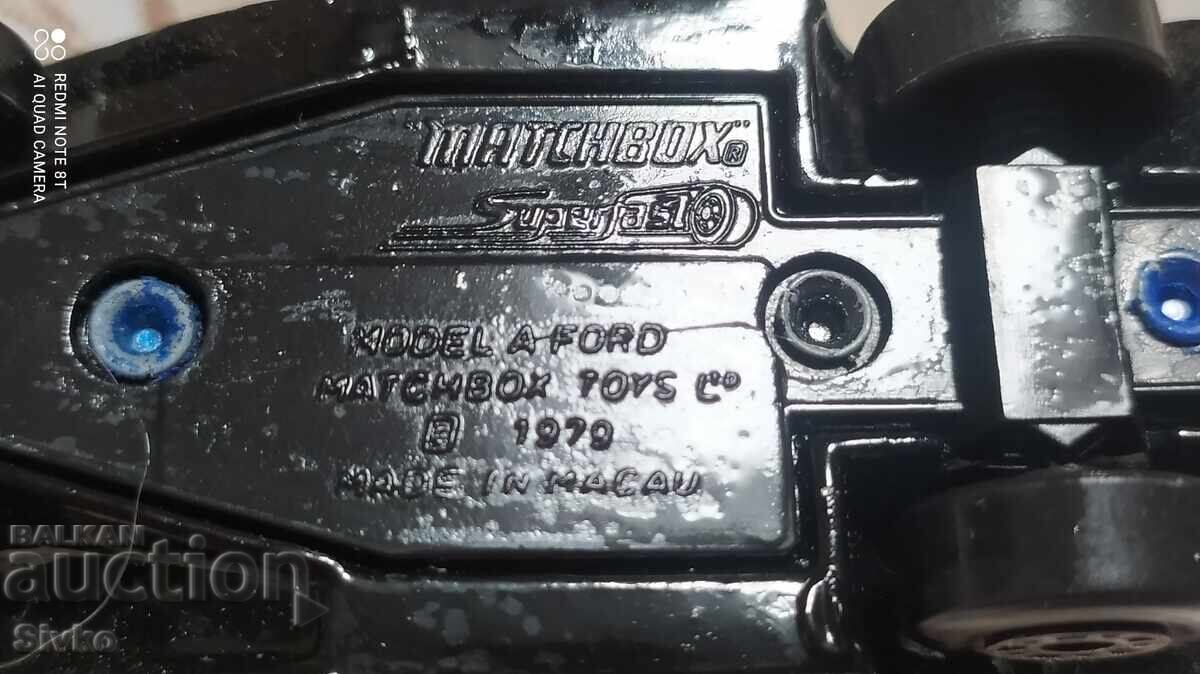 "MATCHBOX"®
Superfast
MODEL A FORD
MATCHBOX TOYS LTD
© 1979
MADE IN MACAU
REDMI NOTE 8T
AI QUAD CAMERA
BALKAN
auction
Sivko